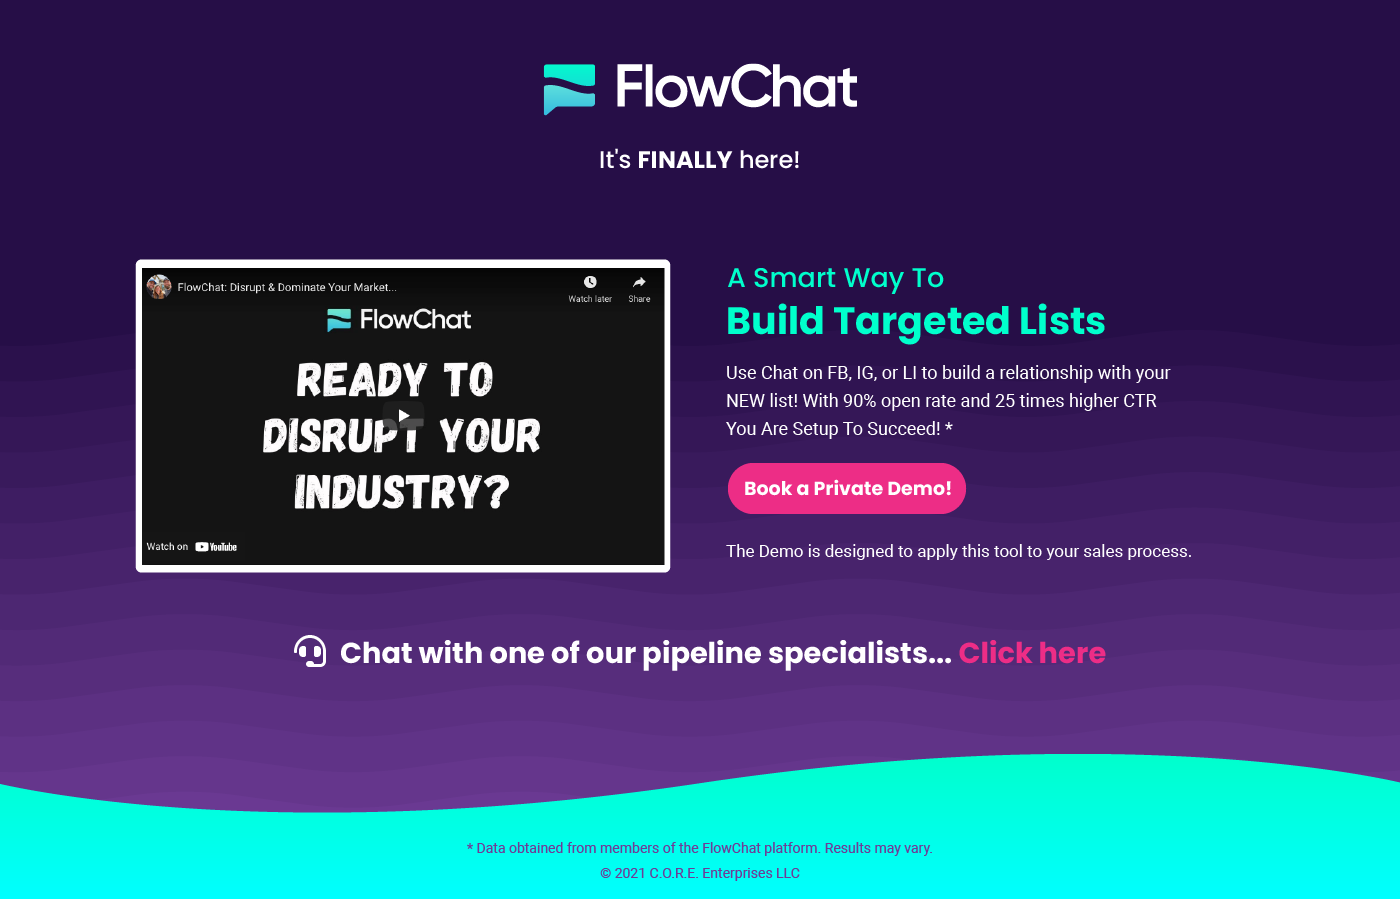 FlowChat
It's FINALLY here!
FlowChat: Disrupt & Dominate Your Market...
Watch later
Share
FlowChat
READY TO
DISRUPT YOUR
INDUSTRY?
Watch on YouTube
A Smart Way To
Build Targeted Lists
Use Chat on FB, IG, or LI to build a relationship with your
NEW list! With 90% open rate and 25 times higher CTR
You Are Setup To Succeed! *
Book a Private Demo!
The Demo is designed to apply this tool to your sales process.
Chat with one of our pipeline specialists... Click here
* Data obtained from members of the FlowChat platform. Results may vary.
© 2021 C.O.R.E. Enterprises LLC